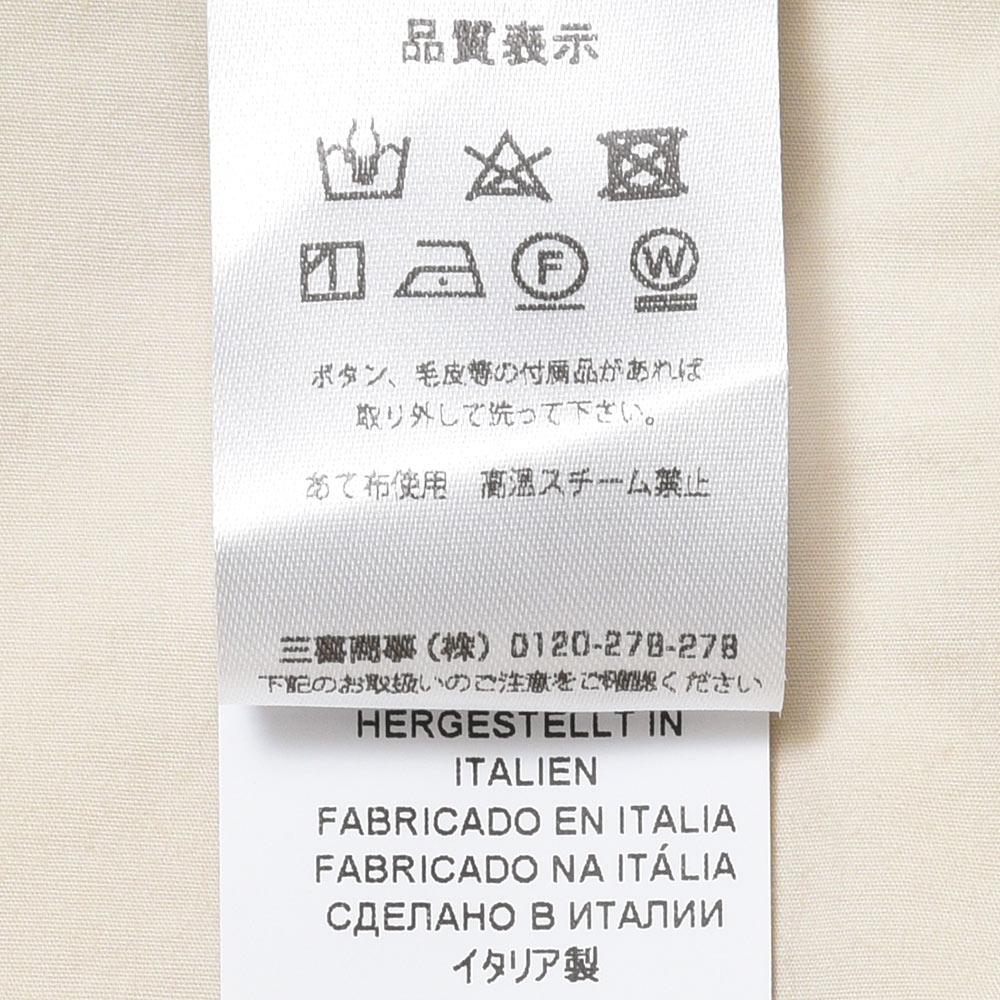 品質表示
F W
ボタン、毛皮等の付属品があれば
取り外して洗って下さい。
あて布使用 高温スチーム禁止
三喜商事（株）0120-278-278
下記のお取扱いのご注意をご確認ください
HERGESTELLT IN
ITALIEN
FABRICADO EN ITALIA
FABRICADO NA ITÁLIA
СДЕЛАНО В ИТАЛИИ
イタリア製